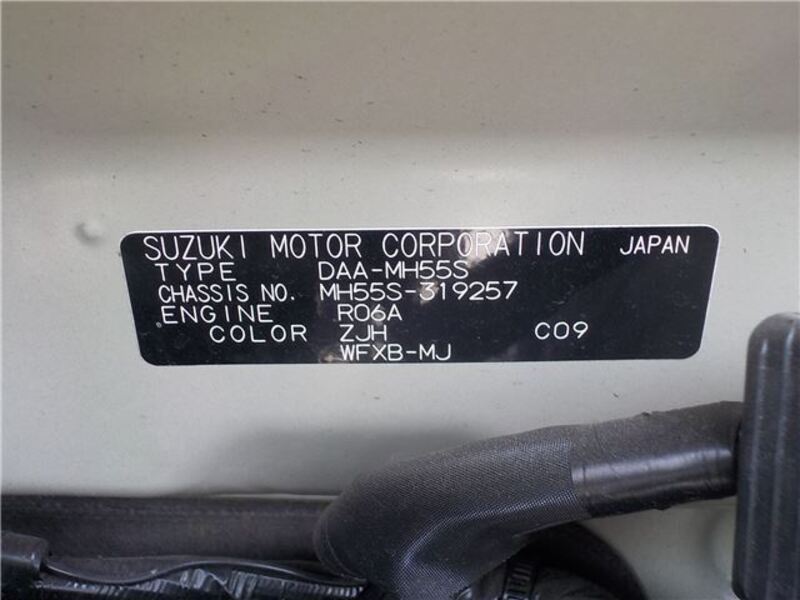 SUZUKI MOTOR CORPORATION JAPAN
TYPE DAA-MH55S
CHASSIS NO. MH55S-319257
ENGINE R06A
COLOR ZJH C09
WFXB-MJ